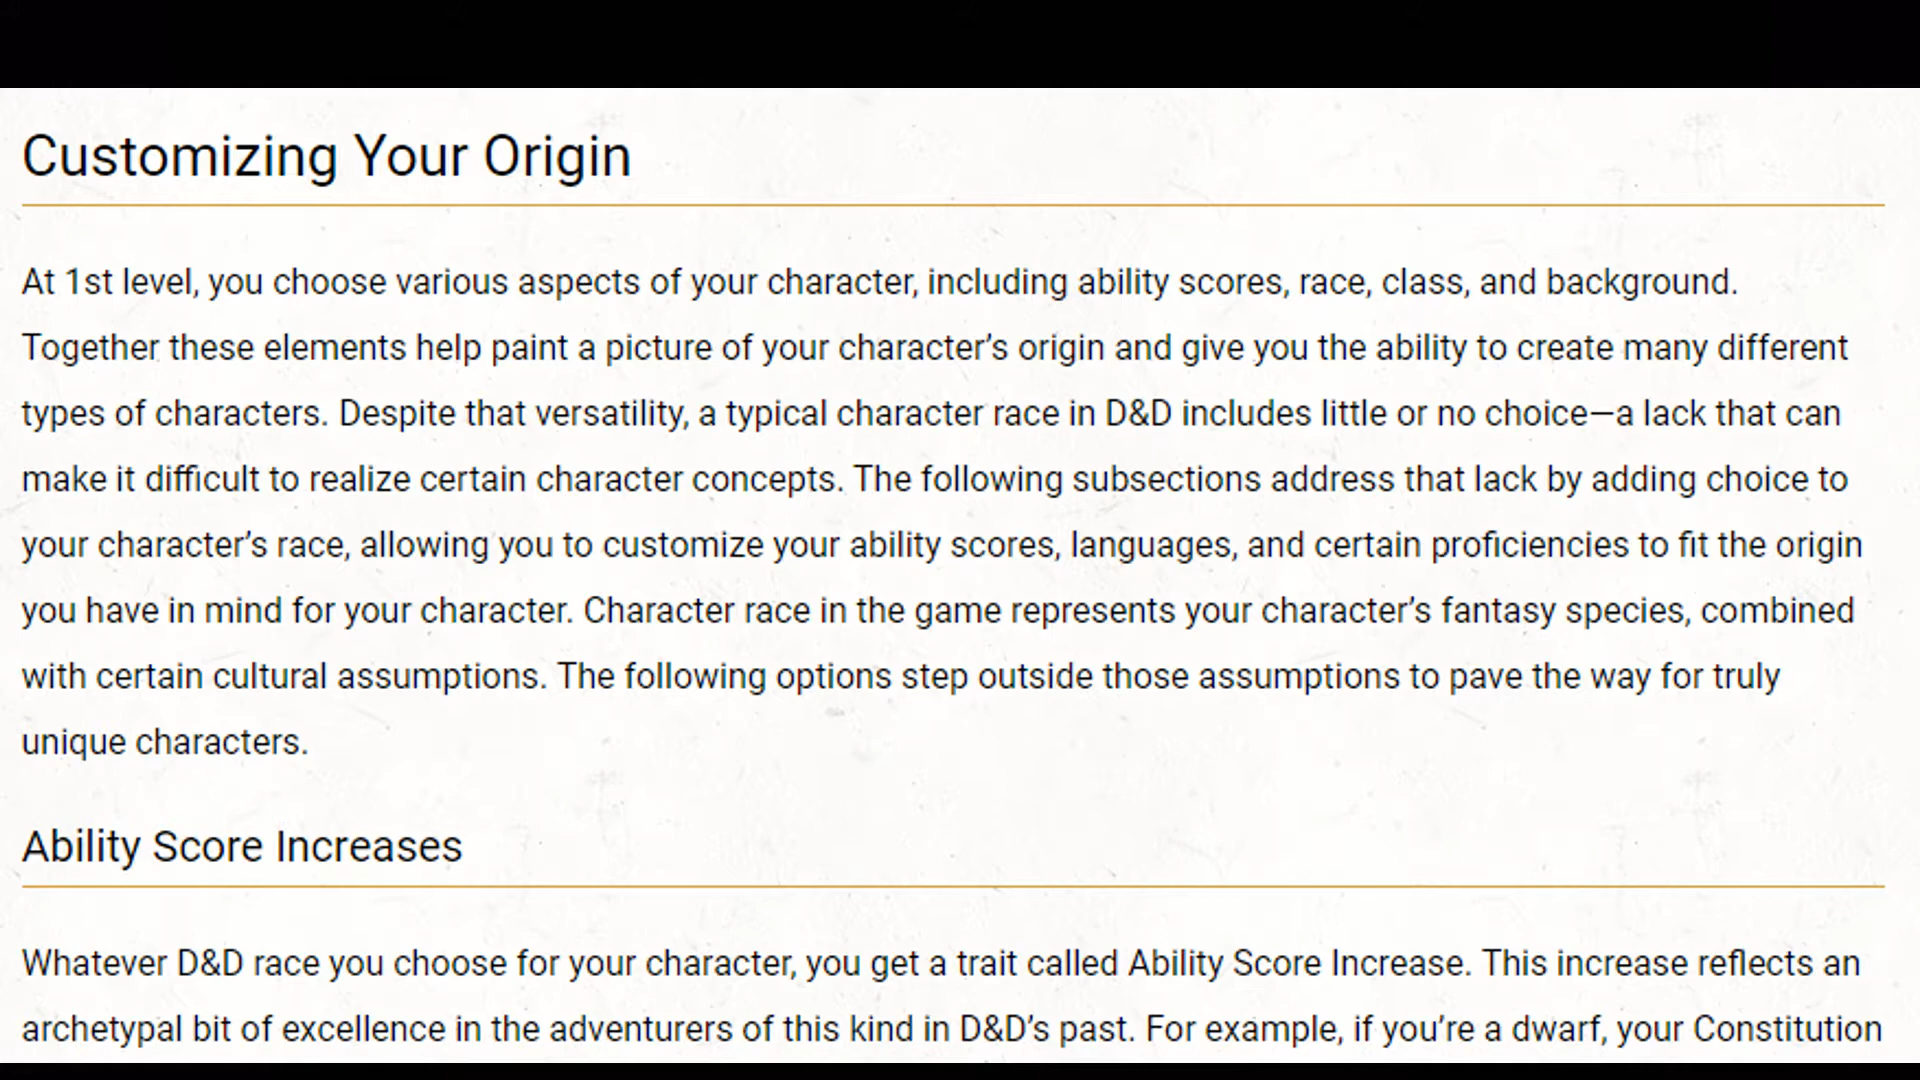 Customizing Your Origin
At 1st level, you choose various aspects of your character, including ability scores, race, class, and background.
Together these elements help paint a picture of your character’s origin and give you the ability to create many different
types of characters. Despite that versatility, a typical character race in D&D includes little or no choice—a lack that can
make it difficult to realize certain character concepts. The following subsections address that lack by adding choice to
your character’s race, allowing you to customize your ability scores, languages, and certain proficiencies to fit the origin
you have in mind for your character. Character race in the game represents your character’s fantasy species, combined
with certain cultural assumptions. The following options step outside those assumptions to pave the way for truly
unique characters.
Ability Score Increases
Whatever D&D race you choose for your character, you get a trait called Ability Score Increase. This increase reflects an
archetypal bit of excellence in the adventurers of this kind in D&D’s past. For example, if you’re a dwarf, your Constitution